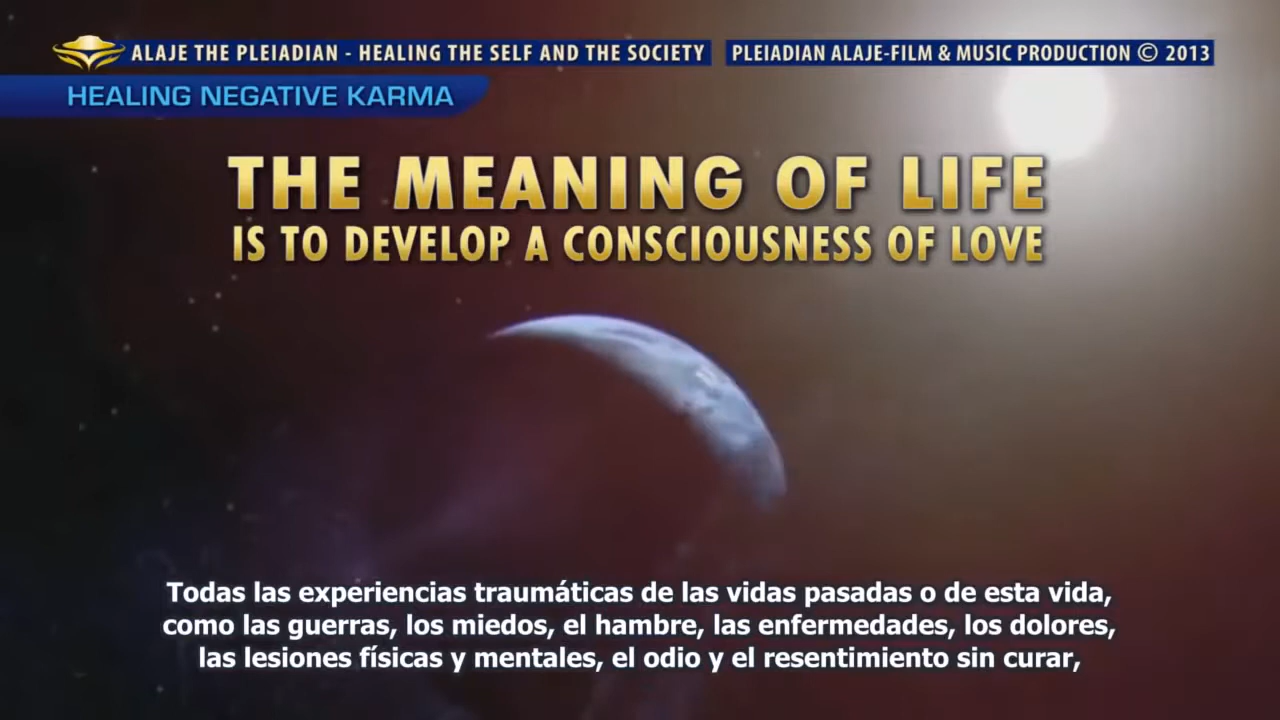 ALAJE THE PLEIADIAN - HEALING THE SELF AND THE SOCIETY
PLEIADIAN ALAJE-FILM & MUSIC PRODUCTION © 2013
HEALING NEGATIVE KARMA
THE MEANING OF LIFE
IS TO DEVELOP A CONSCIOUSNESS OF LOVE
Todas las experiencias traumáticas de las vidas pasadas o de esta vida,
como las guerras, los miedos, el hambre, las enfermedades, los dolores,
las lesiones físicas y mentales, el odio y el resentimiento sin curar,